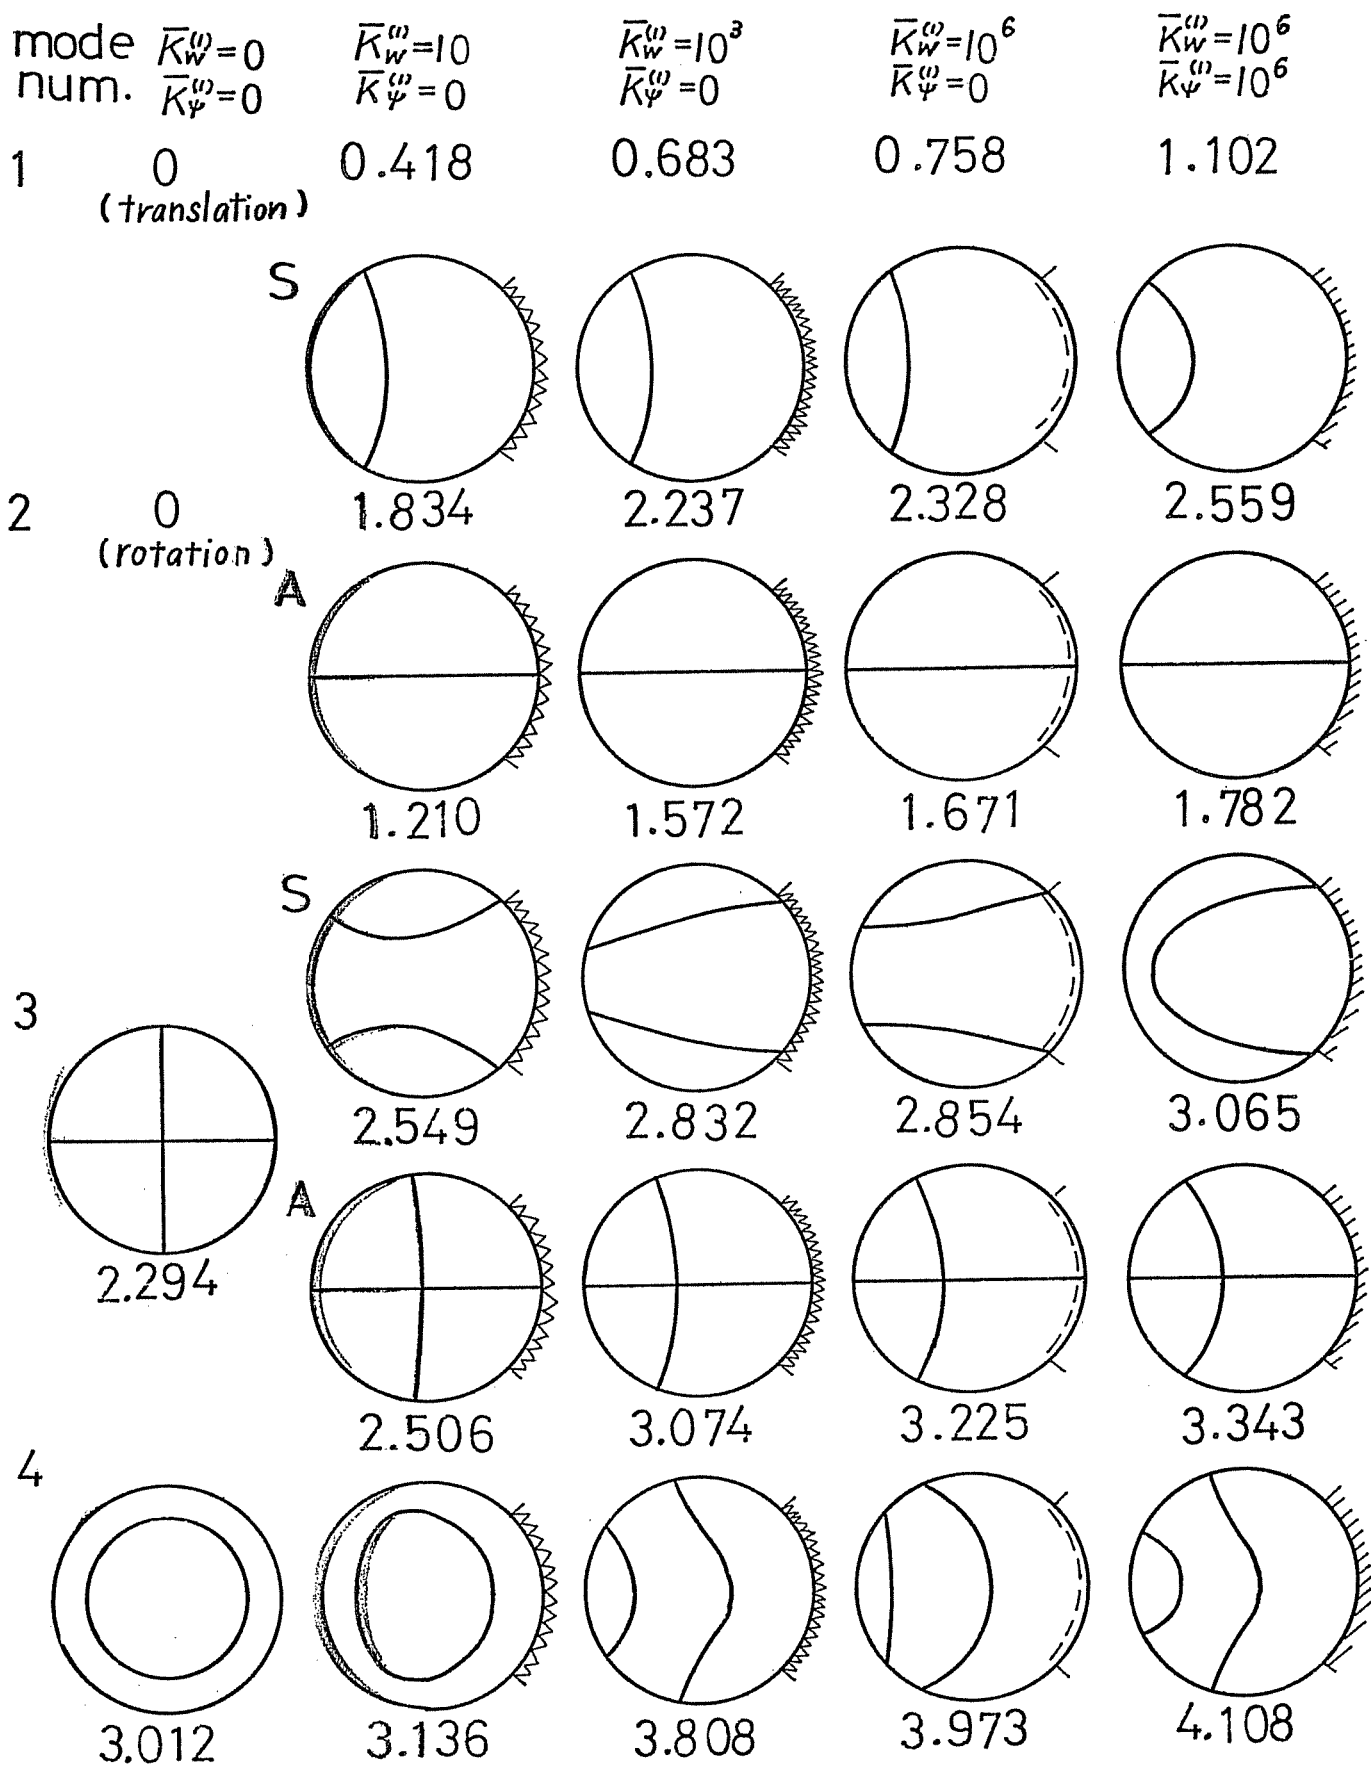 mode K̄w⁽¹⁾=0 K̄w⁽¹⁾=10 K̄w⁽¹⁾=10³ K̄w⁽¹⁾=10⁶ K̄w⁽¹⁾=10⁶
num. K̄ψ⁽¹⁾=0 K̄ψ⁽¹⁾=0 K̄ψ⁽¹⁾=0 K̄ψ⁽¹⁾=0 K̄ψ⁽¹⁾=10⁶
1 0 0.418 0.683 0.758 1.102
(translation)
S
2 0 1.834 2.237 2.328 2.559
(rotation)
A
1.210 1.572 1.671 1.782
S
3
2.549 2.832 2.854 3.065
A
2.294
2.506 3.074 3.225 3.343
4
3.012 3.136 3.808 3.973 4.108